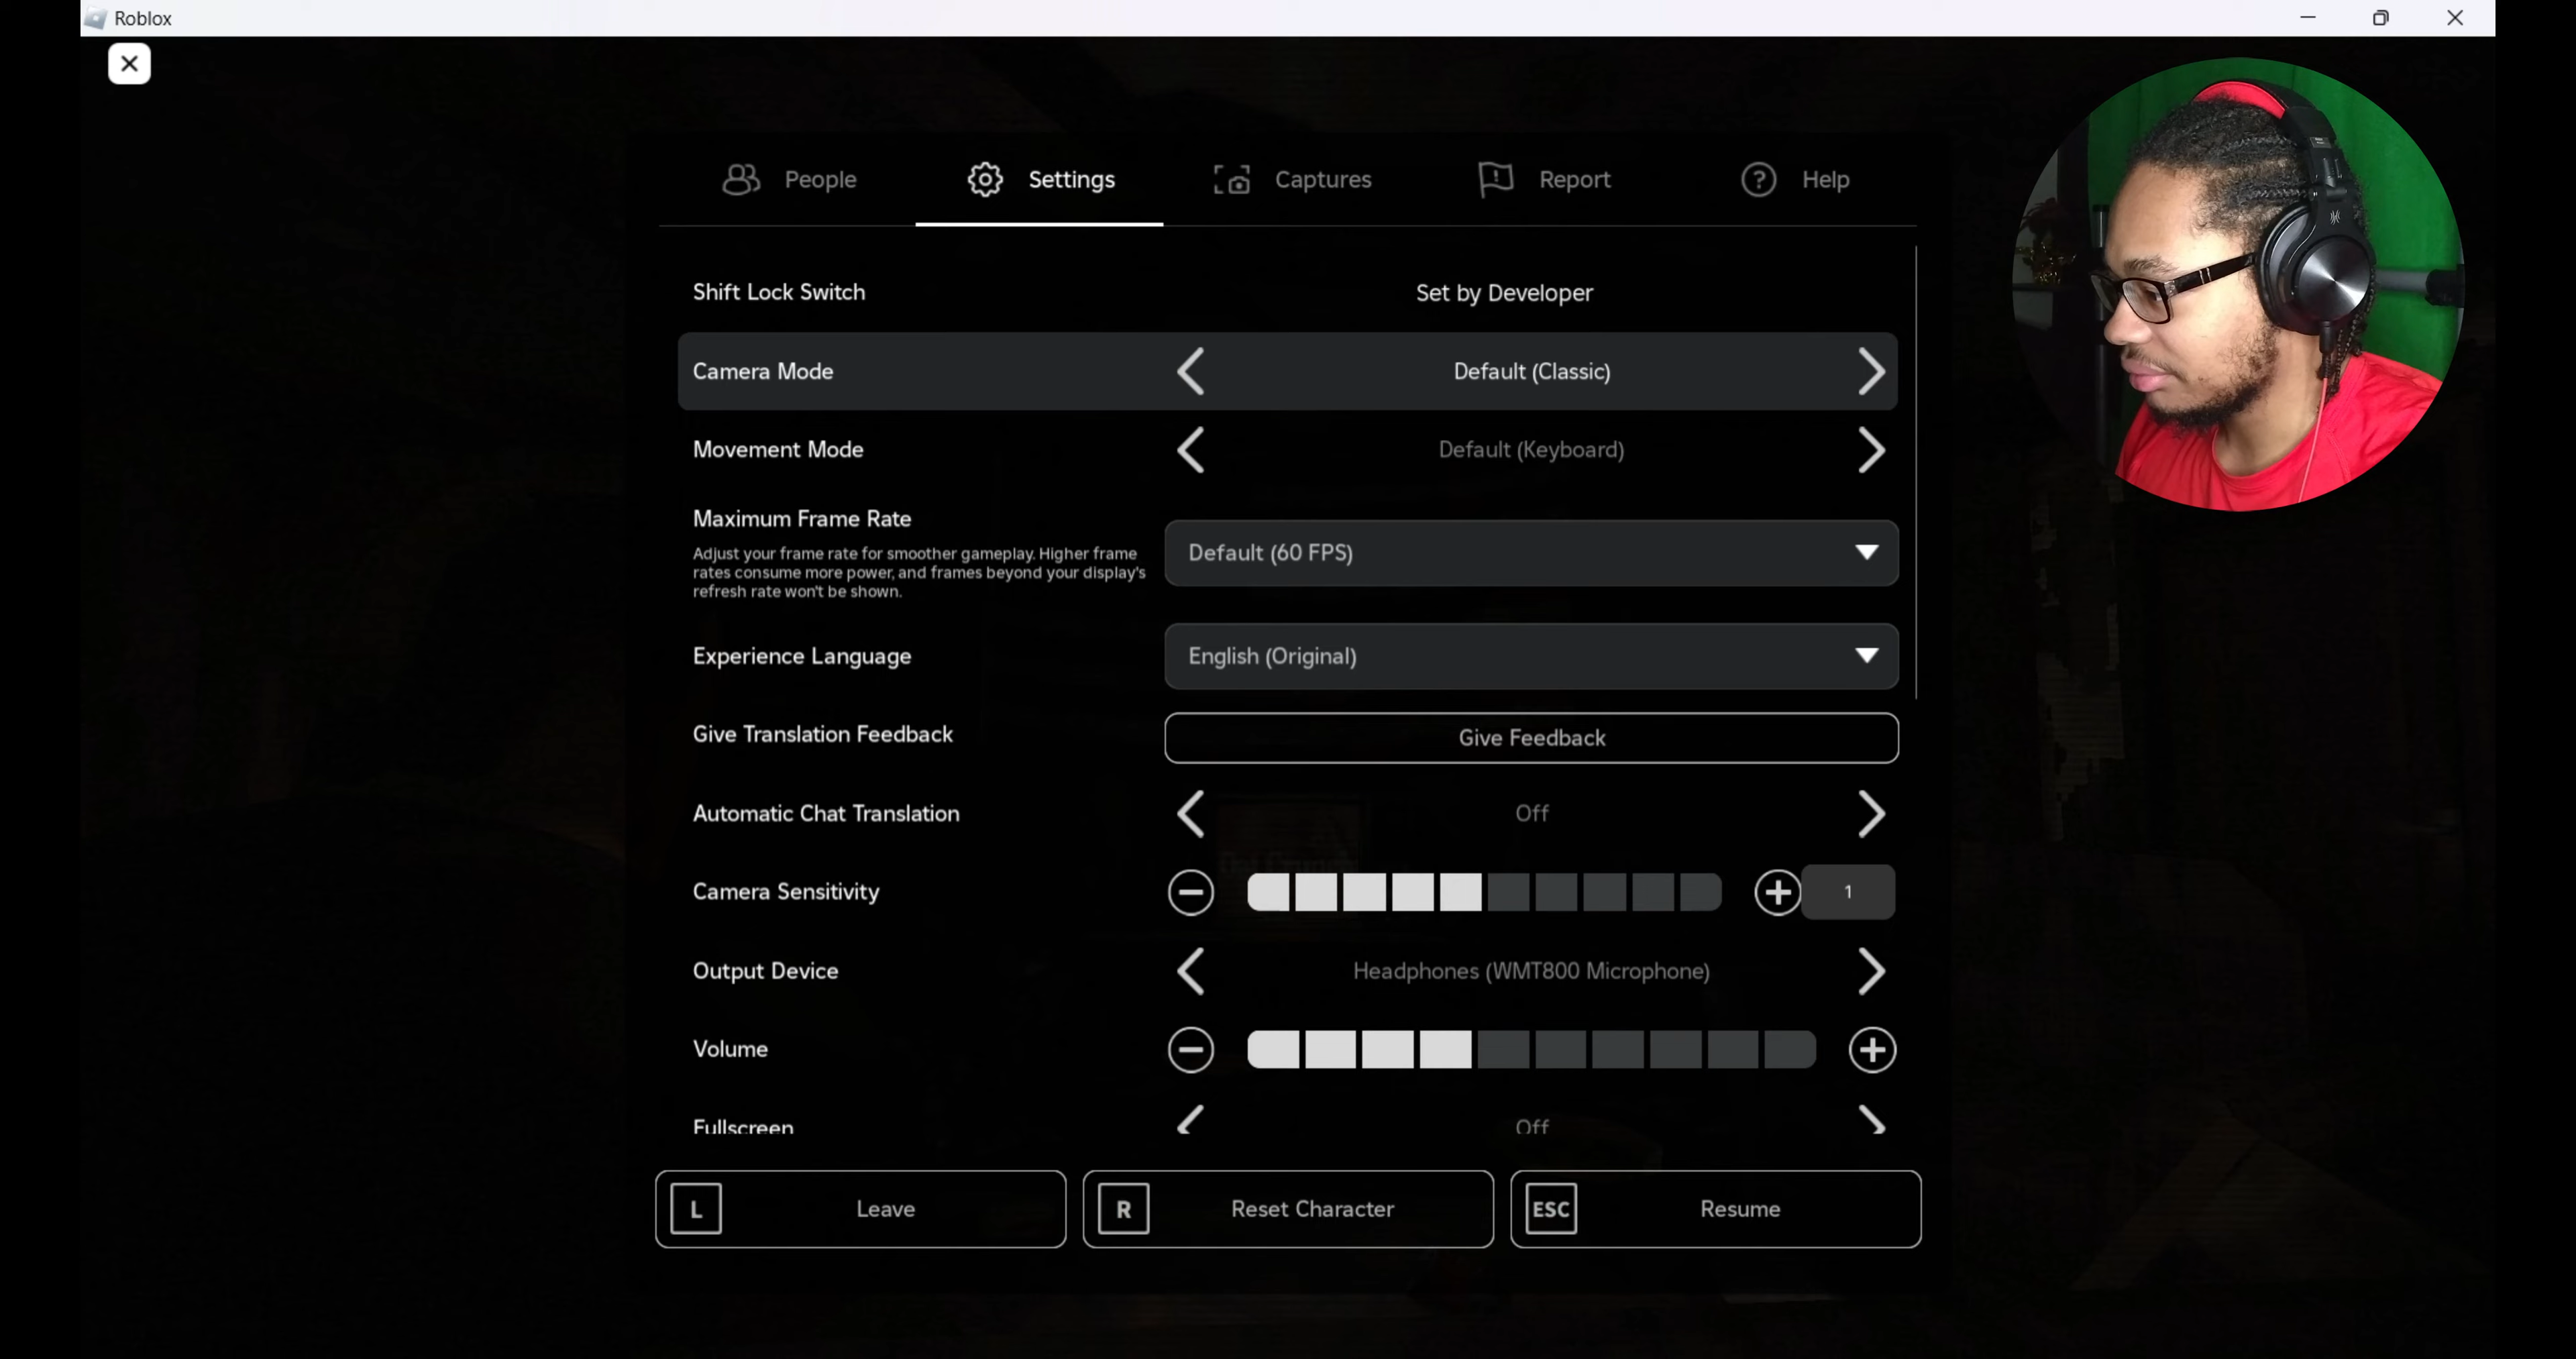 Roblox
People
Settings
Captures
Report
Help
Shift Lock Switch
Set by Developer
Camera Mode
Default (Classic)
Movement Mode
Default (Keyboard)
Maximum Frame Rate
Adjust your frame rate for smoother gameplay. Higher frame
rates consume more power, and frames beyond your display's
refresh rate won't be shown.
Default (60 FPS)
Experience Language
English (Original)
Give Translation Feedback
Give Feedback
Automatic Chat Translation
Off
Camera Sensitivity
1
Output Device
Headphones (WMT800 Microphone)
Volume
Fullscreen
Off
L
Leave
R
Reset Character
ESC
Resume